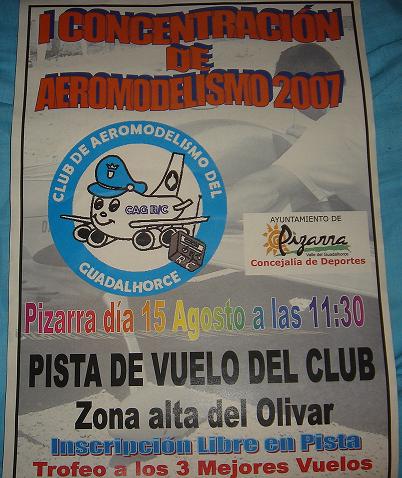 I CONCENTRACIÓN
DE
AEROMODELISMO 2007
CLUB DE AEROMODELISMO DEL
GUADALHORCE
CAG R/C
AYUNTAMIENTO DE
Pizarra
Valle del Guadalhorce
Concejalia de Deportes
Pizarra día 15 Agosto a las 11:30
PISTA DE VUELO DEL CLUB
Zona alta del Olivar
Inscripción Libre en Pista
Trofeo a los 3 Mejores Vuelos